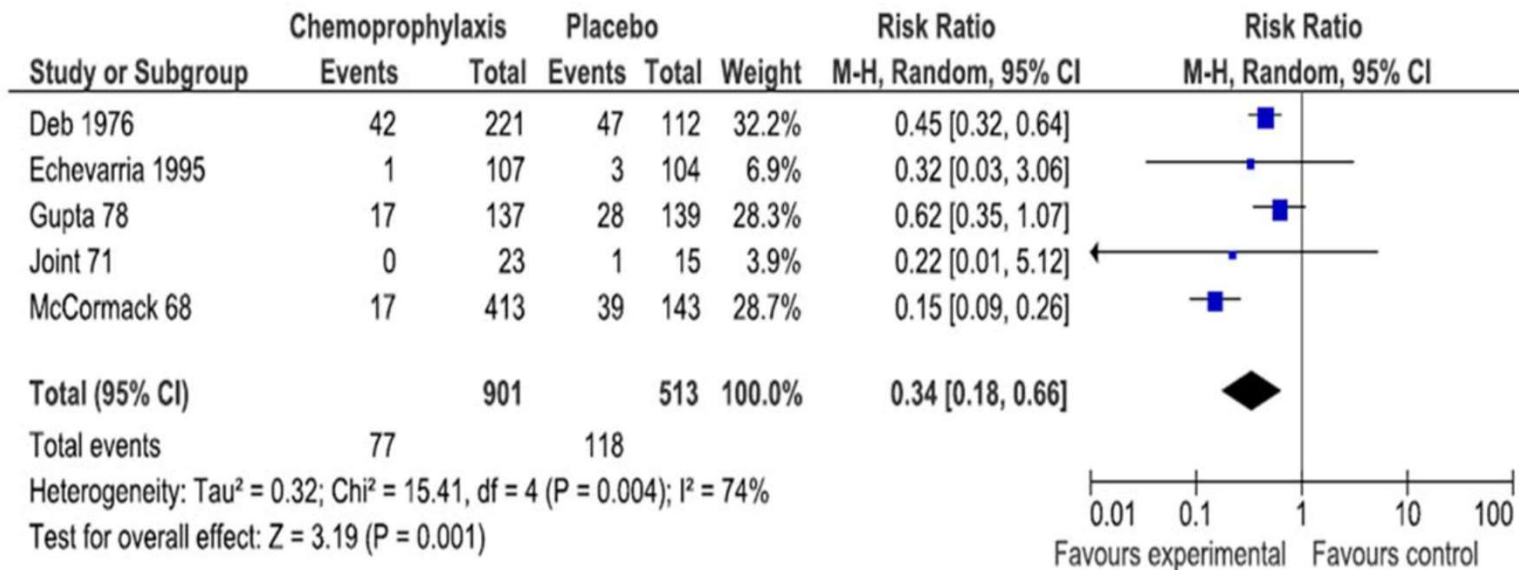 Chemoprophylaxis Placebo Risk Ratio Risk Ratio
Study or Subgroup Events Total Events Total Weight M-H, Random, 95% CI M-H, Random, 95% CI
Deb 1976 42 221 47 112 32.2% 0.45 [0.32, 0.64]
Echevarria 1995 1 107 3 104 6.9% 0.32 [0.03, 3.06]
Gupta 78 17 137 28 139 28.3% 0.62 [0.35, 1.07]
Joint 71 0 23 1 15 3.9% 0.22 [0.01, 5.12]
McCormack 68 17 413 39 143 28.7% 0.15 [0.09, 0.26]
Total (95% CI) 901 513 100.0% 0.34 [0.18, 0.66]
Total events 77 118
Heterogeneity: Tau² = 0.32; Chi² = 15.41, df = 4 (P = 0.004); I² = 74%
Test for overall effect: Z = 3.19 (P = 0.001)
0.01 0.1 1 10 100
Favours experimental Favours control